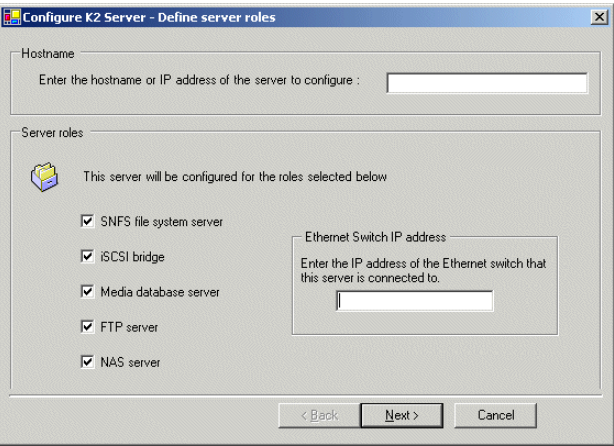 Configure K2 Server - Define server roles
Hostname
Enter the hostname or IP address of the server to configure :
Server roles
This server will be configured for the roles selected below
SNFS file system server
iSCSI bridge
Media database server
FTP server
NAS server
Ethernet Switch IP address
Enter the IP address of the Ethernet switch that
this server is connected to.
< Back
Next >
Cancel